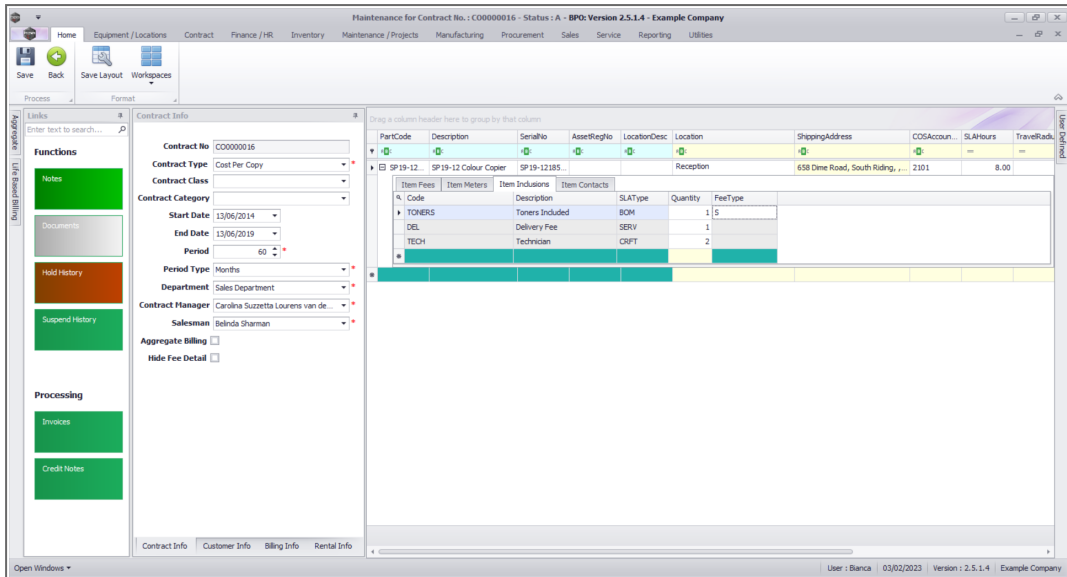 Maintenance for Contract No. : CO0000016 - Status : A - BPO: Version 2.5.1.4 - Example Company
Home Equipment / Locations Contract Finance / HR Inventory Maintenance / Projects Manufacturing Procurement Sales Service Reporting Utilities
Save Back Save Layout Workspaces
Process Format
Aggregate
Life Based Billing
Links
Enter text to search...
Functions
Notes
Documents
Hold History
Suspend History
Processing
Invoices
Credit Notes
Contract Info
Contract No CO0000016
Contract Type Cost Per Copy *
Contract Class
Contract Category
Start Date 13/06/2014
End Date 13/06/2019
Period 60 *
Period Type Months *
Department Sales Department *
Contract Manager Carolina Suzzetta Lourens van de... *
Salesman Belinda Sharman *
Aggregate Billing
Hide Fee Detail
Contract Info Customer Info Billing Info Rental Info
Drag a column header here to group by that column
PartCode Description SerialNo AssetRegNo LocationDesc Location ShippingAddress COSAccoun... SLAHours TravelRadiu
= =
SP19-12... SP19-12 Colour Copier SP19-12185... Reception 658 Dime Road, South Riding, ,... 2101 8.00
Item Fees Item Meters Item Inclusions Item Contacts
Code Description SLAType Quantity FeeType
TONERS Toners Included BOM 1 S
DEL Delivery Fee SERV 1
TECH Technician CRFT 2
User Defined
Open Windows User : Bianca 03/02/2023 Version : 2.5.1.4 Example Company